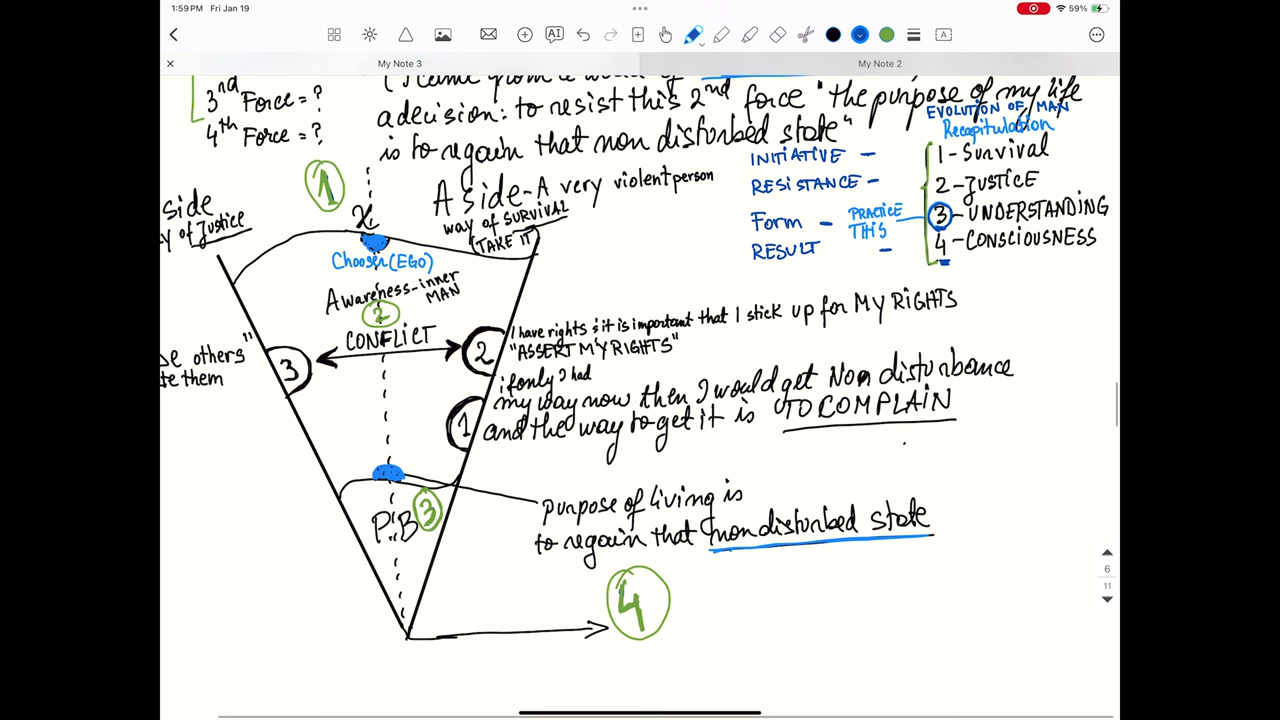 1:59 PM Fri Jan 19
59%
My Note 3
My Note 2
3rd Force = ?
4th Force = ?
a decision: to resist this 2nd force "the purpose of my life
is to regain that non disturbed state"
EVOLUTION OF MAN
Recapitulation
INITIATIVE - 1 - Survival
RESISTANCE - 2 - JUSTICE
Form - PRACTICE THIS 3 - UNDERSTANDING
RESULT - 4 - CONSCIOUSNESS
1
side
of Justice
X
A side - A very violent person
way of SURVIVAL
(TAKE IT)
Chooser (EGO)
Awareness - inner
MAN
2
CONFLICT
3
2
I have rights & it is important that I stick up for MY RIGHTS
"ASSERT MY RIGHTS"
others"
them
1
if only I had
my way now then I would get Non disturbance
and the way to get it is TO COMPLAIN
P.B 3
Purpose of living is
to regain that non disturbed state
4
6
11